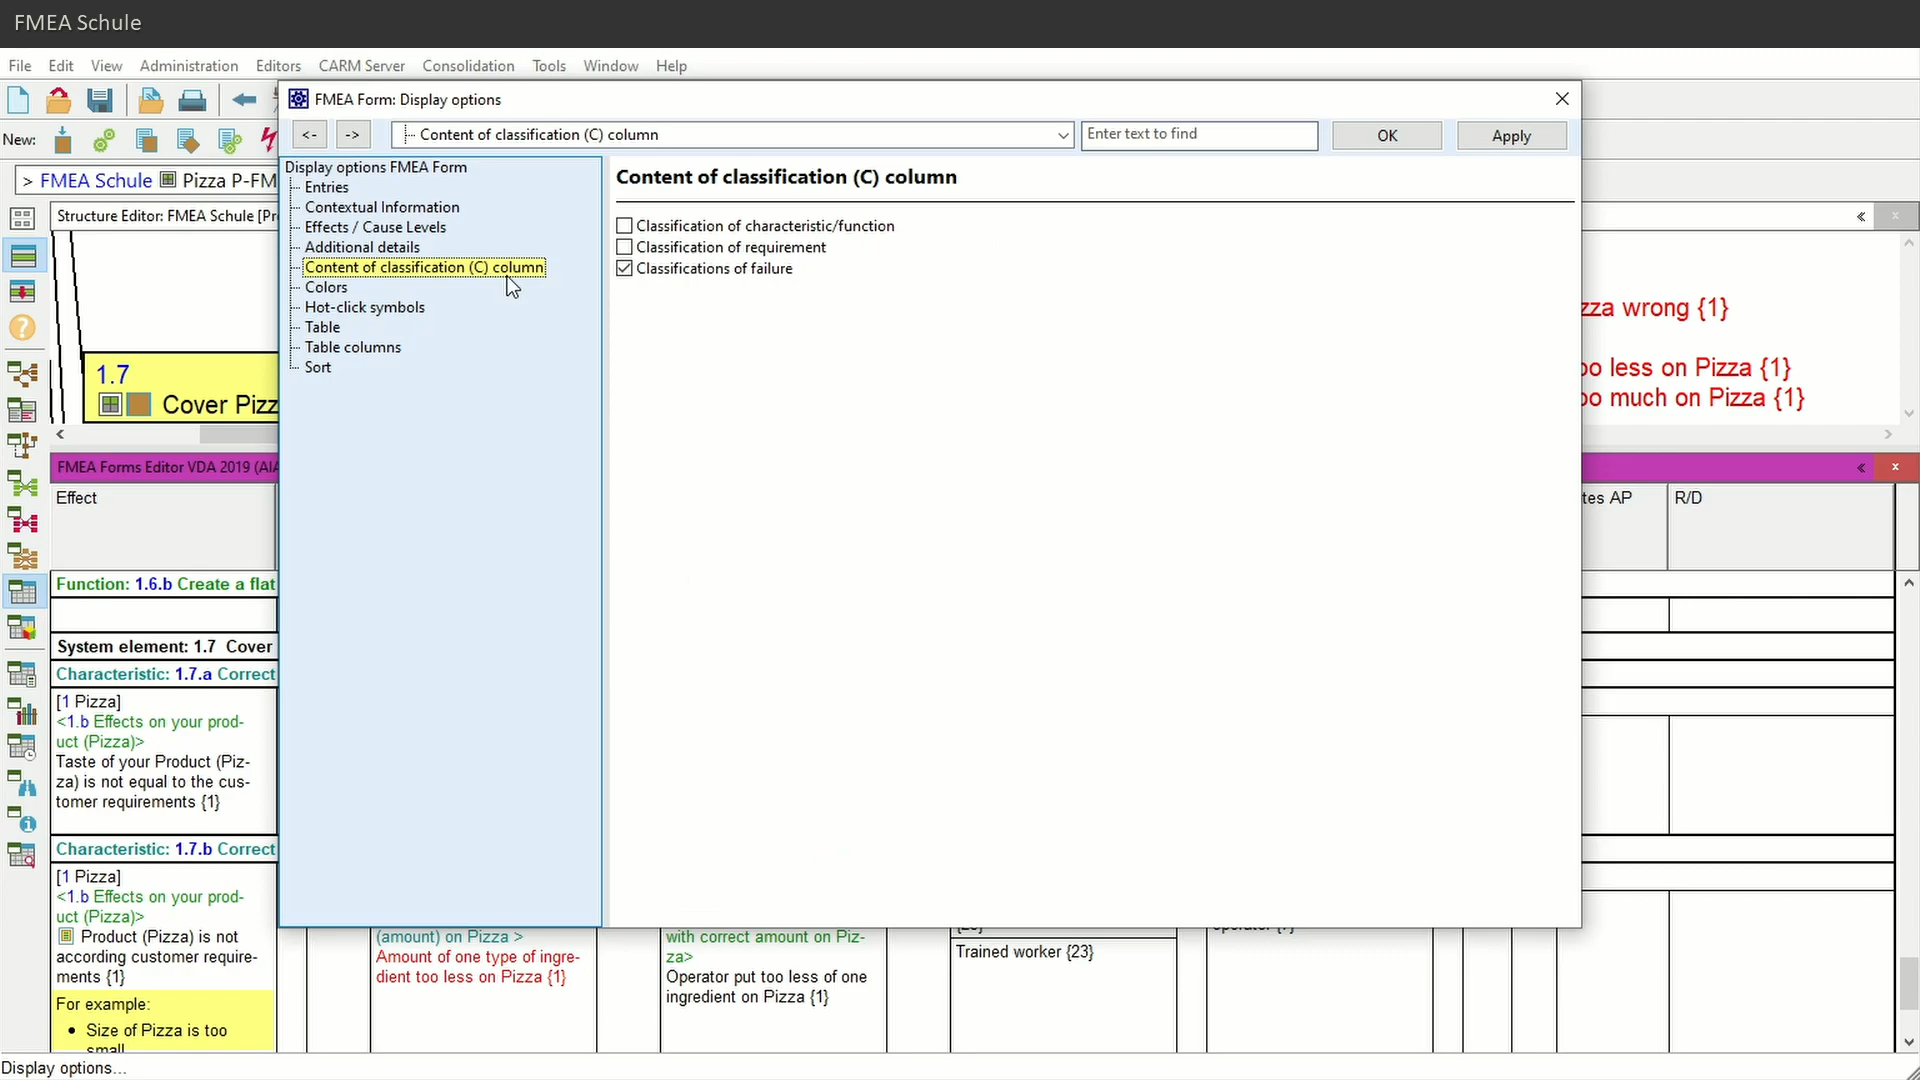 FMEA Schule
File Edit View Administration Editors CARM Server Consolidation Tools Window Help
FMEA Form: Display options
New:
<- -> Content of classification (C) column Enter text to find OK Apply
> FMEA Schule Pizza P-FM
Structure Editor: FMEA Schule [Pr
Display options FMEA Form
Entries
Contextual Information
Effects / Cause Levels
Additional details
Content of classification (C) column
Colors
Hot-click symbols
Table
Table columns
Sort
Content of classification (C) column
Classification of characteristic/function
Classification of requirement
Classifications of failure
1.7
Cover Pizz
zza wrong {1}
oo less on Pizza {1}
oo much on Pizza {1}
FMEA Forms Editor VDA 2019 (AIA
Effect
tes AP
R/D
Function: 1.6.b Create a flat
System element: 1.7 Cover
Characteristic: 1.7.a Correct
[1 Pizza]
<1.b Effects on your prod-
uct (Pizza)>
Taste of your Product (Piz-
za) is not equal to the cus-
tomer requirements {1}
Characteristic: 1.7.b Correct
[1 Pizza]
<1.b Effects on your prod-
uct (Pizza)>
Product (Pizza) is not
according customer require-
ments {1}
For example:
• Size of Pizza is too
small
(amount) on Pizza >
Amount of one type of ingre-
dient too less on Pizza {1}
with correct amount on Piz-
za>
Operator put too less of one
ingredient on Pizza {1}
Trained worker {23}
Display options...